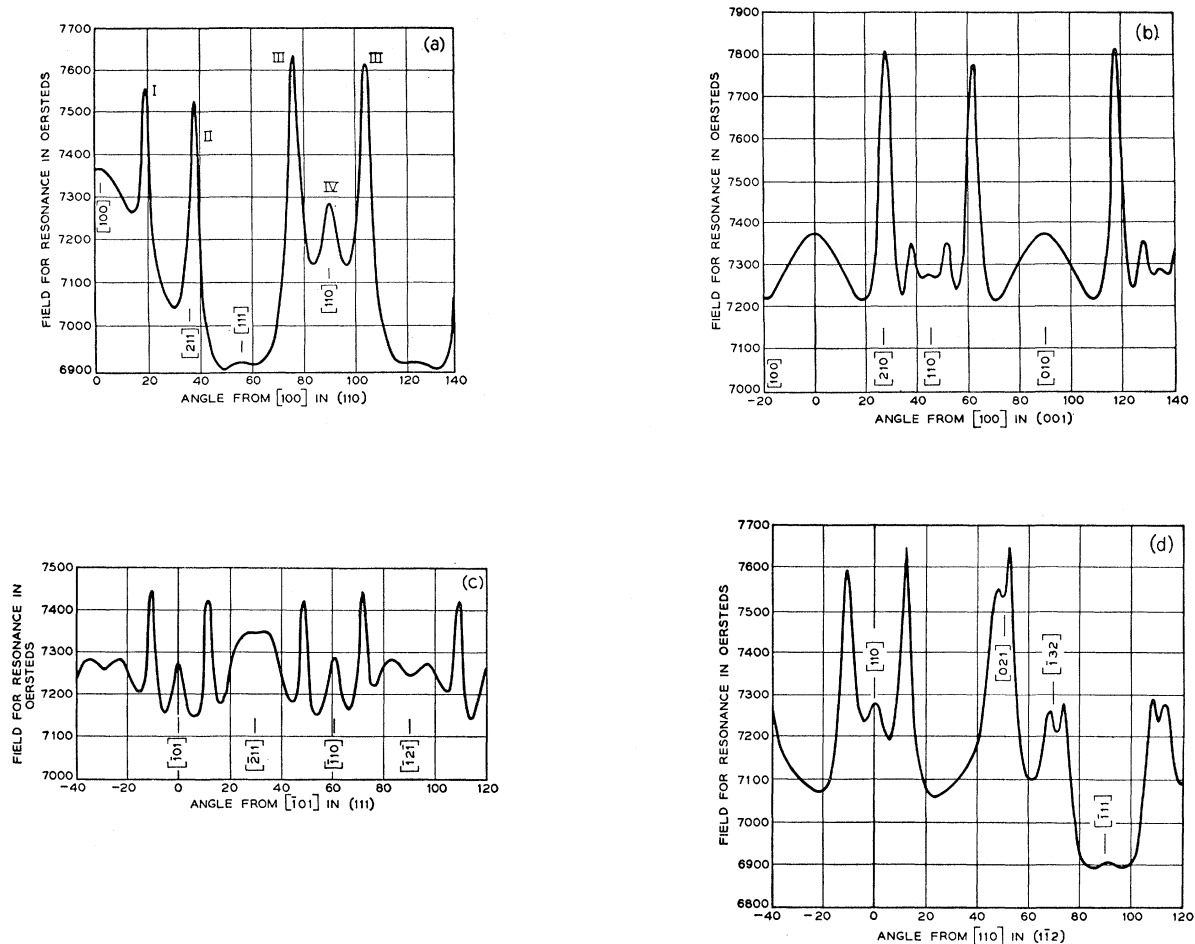 (a)
FIELD FOR RESONANCE IN OERSTEDS
7700
7600
7500
7400
7300
7200
7100
7000
6900
I
II
III
III
IV
[100]
[211]
[111]
[110]
0 20 40 60 80 100 120 140
ANGLE FROM [100] IN (110)
(b)
FIELD FOR RESONANCE IN OERSTEDS
7900
7800
7700
7600
7500
7400
7300
7200
7100
7000
[100]
[210]
[110]
[010]
-20 0 20 40 60 80 100 120 140
ANGLE FROM [100] IN (001)
(c)
FIELD FOR RESONANCE IN
OERSTEDS
7500
7400
7300
7200
7100
7000
[1̄01]
[2̄11]
[1̄10]
[1̄21̄]
-40 -20 0 20 40 60 80 100 120
ANGLE FROM [1̄01] IN (111)
(d)
FIELD FOR RESONANCE IN OERSTEDS
7700
7600
7500
7400
7300
7200
7100
7000
6900
6800
[110]
[021]
[1̄32]
[1̄11]
-40 -20 0 20 40 60 80 100 120
ANGLE FROM [110] IN (11̄2)